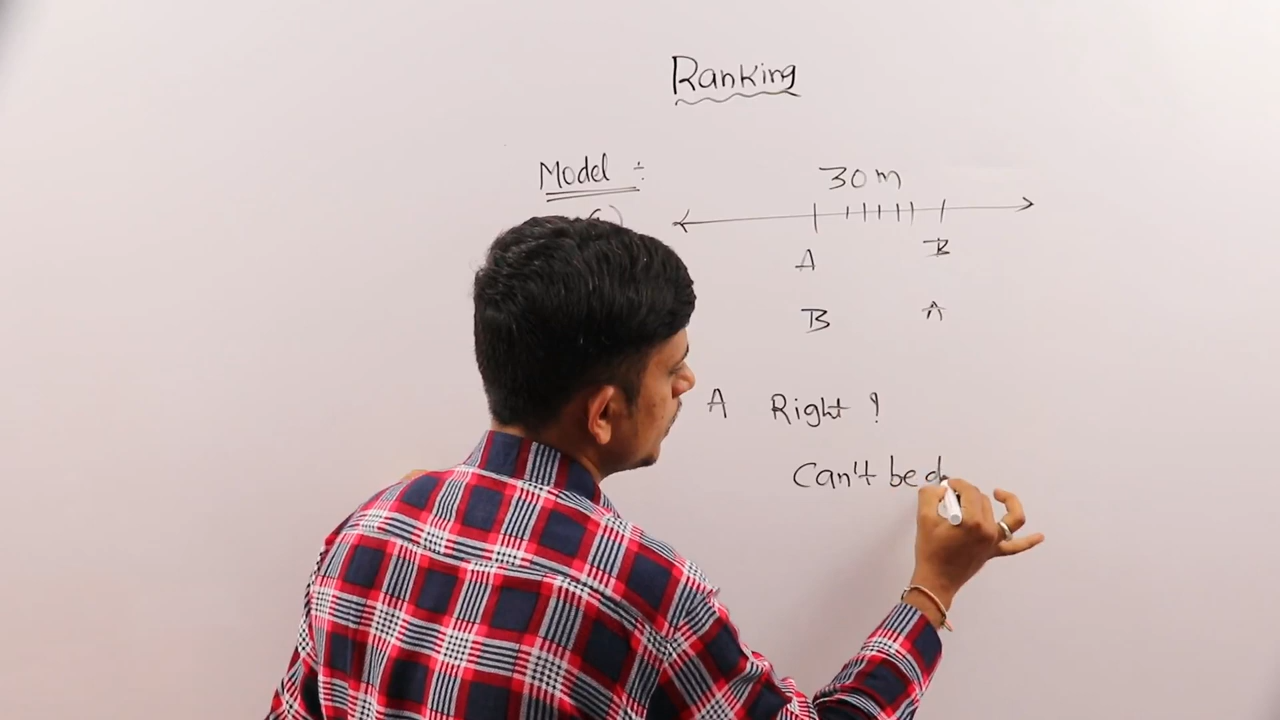 Ranking
Model :-
30 m
A B
B A
A Right ?
Can't be d